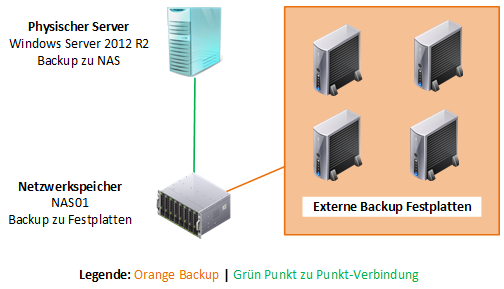 Physischer Server
Windows Server 2012 R2
Backup zu NAS
Netzwerkspeicher
NAS01
Backup zu Festplatten
Externe Backup Festplatten
Legende: Orange Backup | Grün Punkt zu Punkt-Verbindung